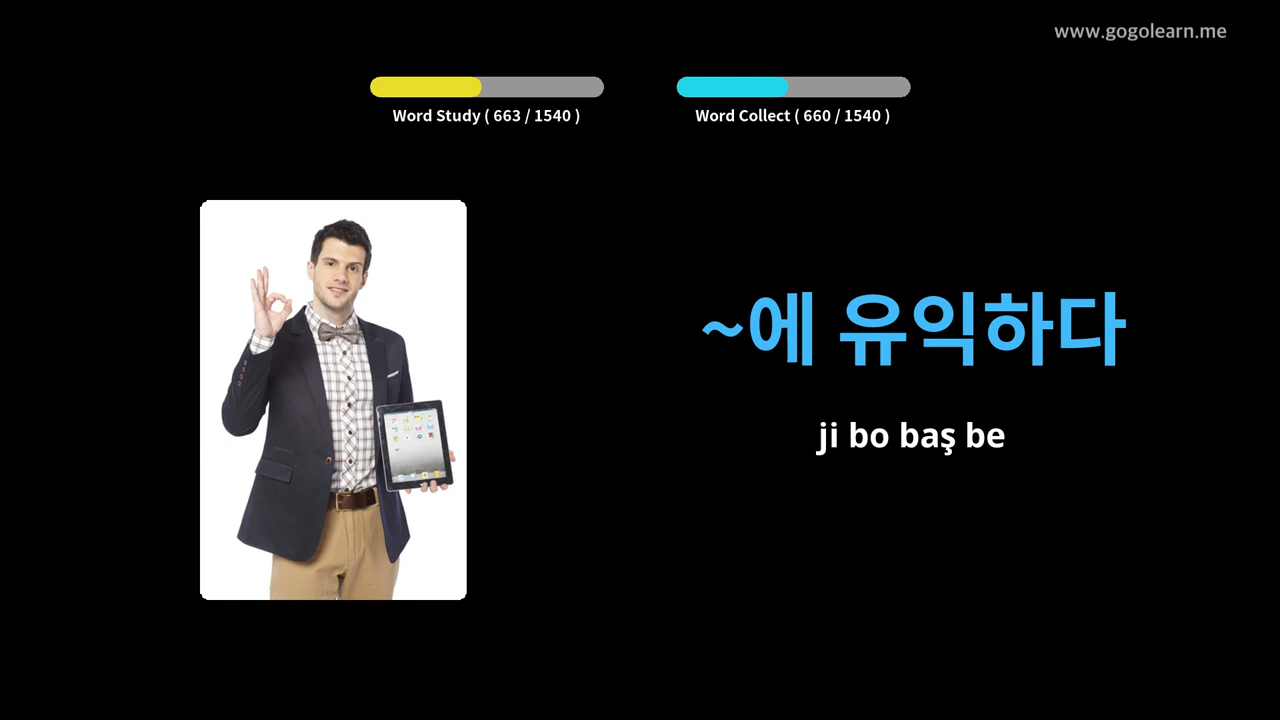 www.gogolearn.me
Word Study ( 663 / 1540 )
Word Collect ( 660 / 1540 )
~에 유익하다
ji bo baş be